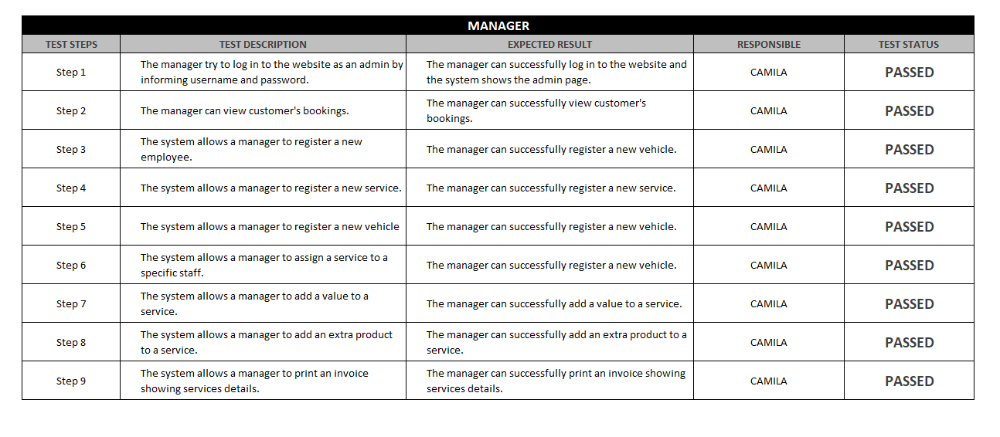 MANAGER
TEST STEPS TEST DESCRIPTION EXPECTED RESULT RESPONSIBLE TEST STATUS
Step 1
The manager try to log in to the website as an admin by
informing username and password.
The manager can successfully log in to the website and
the system shows the admin page.
CAMILA
PASSED
Step 2
The manager can view customer's bookings.
The manager can successfully view customer's
bookings.
CAMILA
PASSED
Step 3
The system allows a manager to register a new
employee.
The manager can successfully register a new vehicle.
CAMILA
PASSED
Step 4
The system allows a manager to register a new service.
The manager can successfully register a new service.
CAMILA
PASSED
Step 5
The system allows a manager to register a new vehicle
The manager can successfully register a new vehicle.
CAMILA
PASSED
Step 6
The system allows a manager to assign a service to a
specific staff.
The manager can successfully register a new vehicle.
CAMILA
PASSED
Step 7
The system allows a manager to add a value to a
service.
The manager can successfully add a value to a service.
CAMILA
PASSED
Step 8
The system allows a manager to add an extra product
to a service.
The manager can successfully add an extra product to a
service.
CAMILA
PASSED
Step 9
The system allows a manager to print an invoice
showing services details.
The manager can successfully print an invoice showing
services details.
CAMILA
PASSED